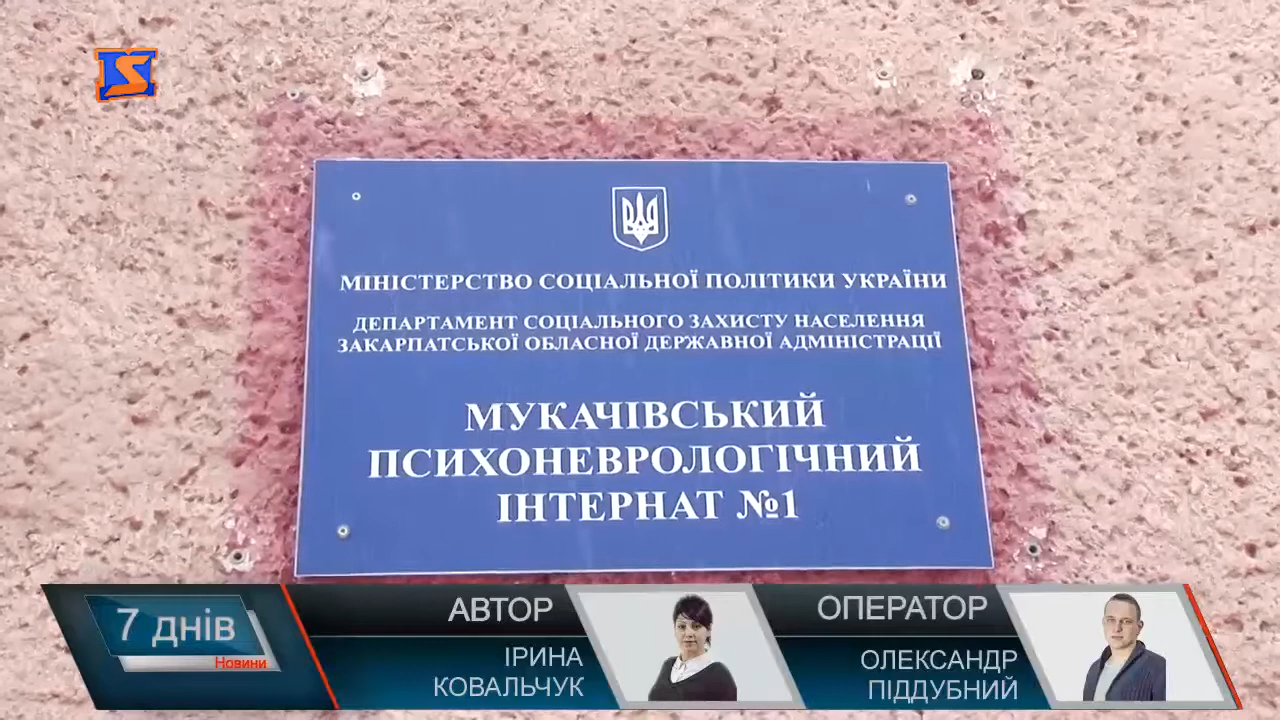 МІНІСТЕРСТВО СОЦІАЛЬНОЇ ПОЛІТИКИ УКРАЇНИ
ДЕПАРТАМЕНТ СОЦІАЛЬНОГО ЗАХИСТУ НАСЕЛЕННЯ
ЗАКАРПАТСЬКОЇ ОБЛАСНОЇ ДЕРЖАВНОЇ АДМІНІСТРАЦІЇ
МУКАЧІВСЬКИЙ
ПСИХОНЕВРОЛОГІЧНИЙ
ІНТЕРНАТ №1
7 днів
Новини
АВТОР
ІРИНА
КОВАЛЬЧУК
ОПЕРАТОР
ОЛЕКСАНДР
ПІДДУБНИЙ